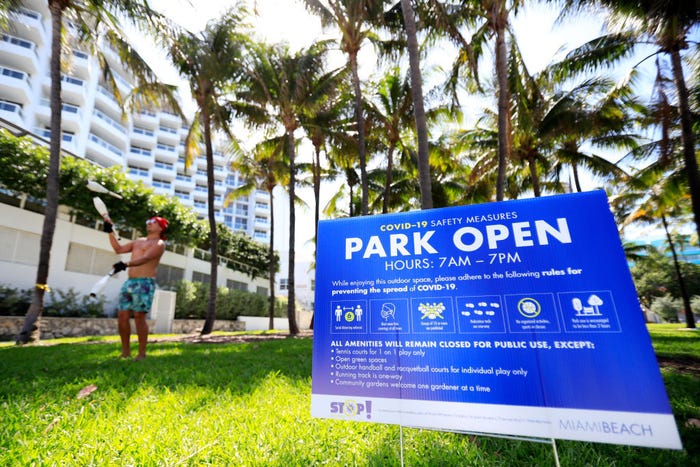 COVID-19 SAFETY MEASURES
PARK OPEN
HOURS: 7AM – 7PM
While enjoying this outdoor space, please adhere to the following rules for
preventing the spread of COVID-19.
ALL AMENITIES WILL REMAIN CLOSED FOR PUBLIC USE, EXCEPT:
• Tennis courts for 1 on 1 play only
• Open green spaces
• Outdoor handball and racquetball courts for individual play only
• Running track is one-way
• Community gardens welcome one gardener at a time
STOP!
MIAMIBEACH